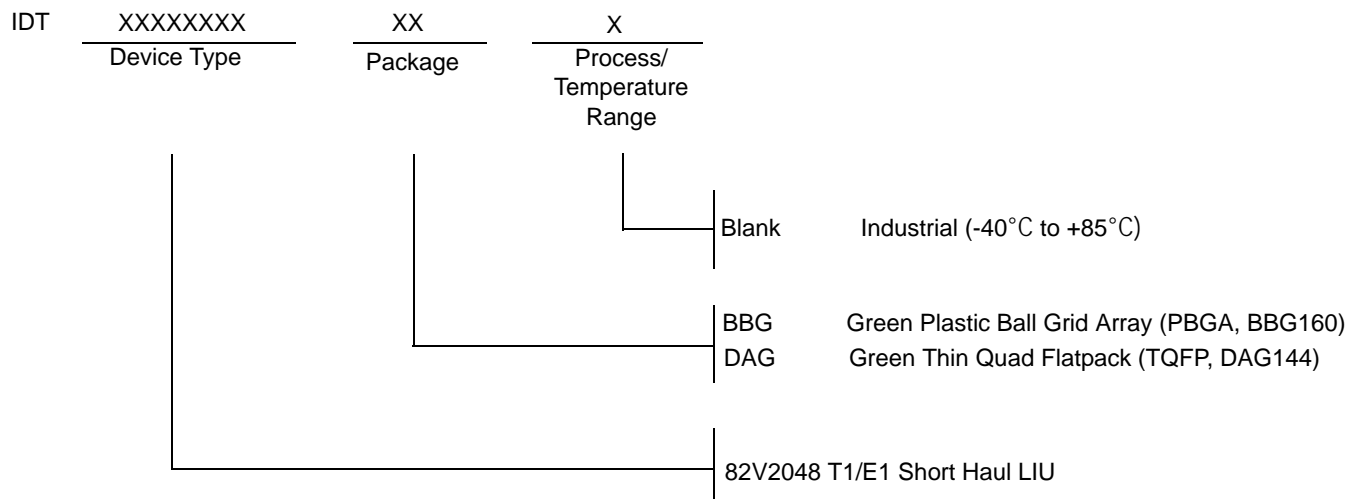 IDT XXXXXXXX XX X
Device Type Package Process/
Temperature
Range
Blank Industrial (-40°C to +85°C)
BBG Green Plastic Ball Grid Array (PBGA, BBG160)
DAG Green Thin Quad Flatpack (TQFP, DAG144)
82V2048 T1/E1 Short Haul LIU